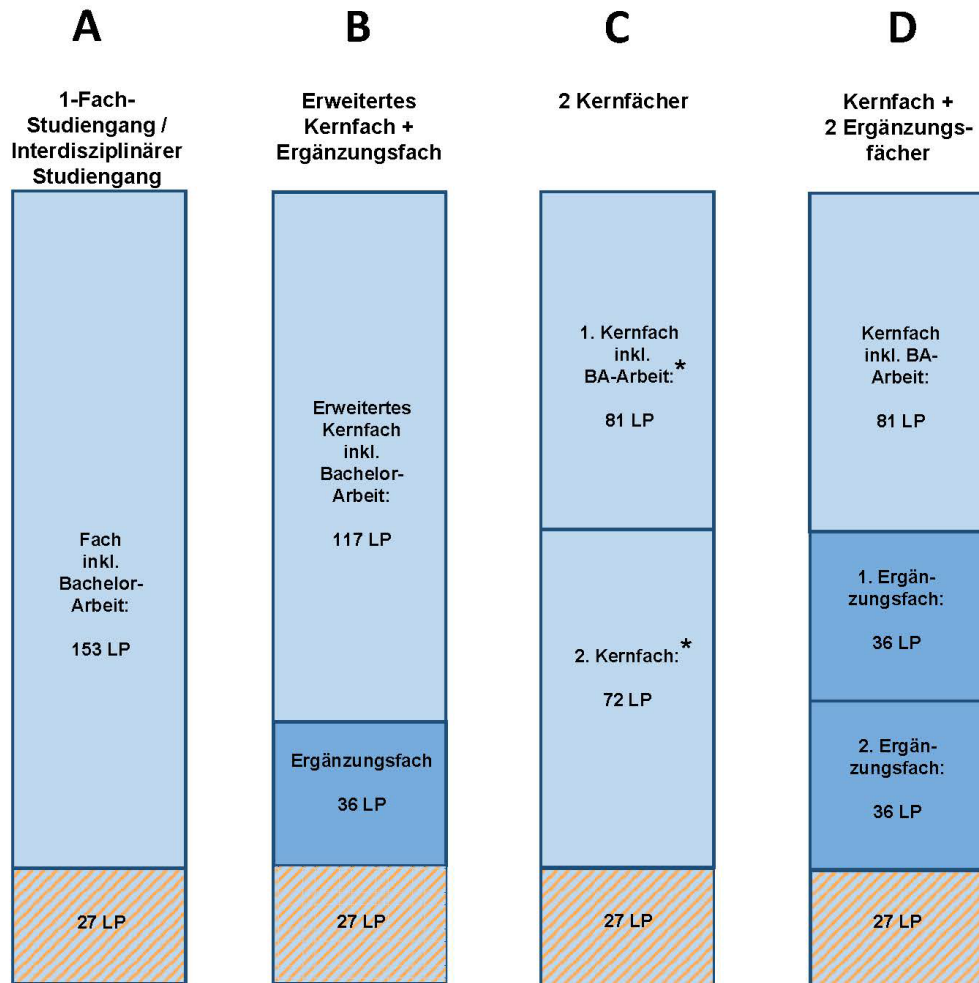 A
1-Fach-
Studiengang /
Interdisziplinärer
Studiengang
Fach
inkl.
Bachelor-
Arbeit:
153 LP
27 LP
B
Erweitertes
Kernfach +
Ergänzungsfach
Erweitertes
Kernfach
inkl.
Bachelor-
Arbeit:
117 LP
Ergänzungsfach
36 LP
27 LP
C
2 Kernfächer
1. Kernfach
inkl.
BA-Arbeit:*
81 LP
2. Kernfach:*
72 LP
27 LP
D
Kernfach +
2 Ergänzungs-
fächer
Kernfach
inkl. BA-
Arbeit:
81 LP
1. Ergän-
zungsfach:
36 LP
2. Ergän-
zungsfach:
36 LP
27 LP